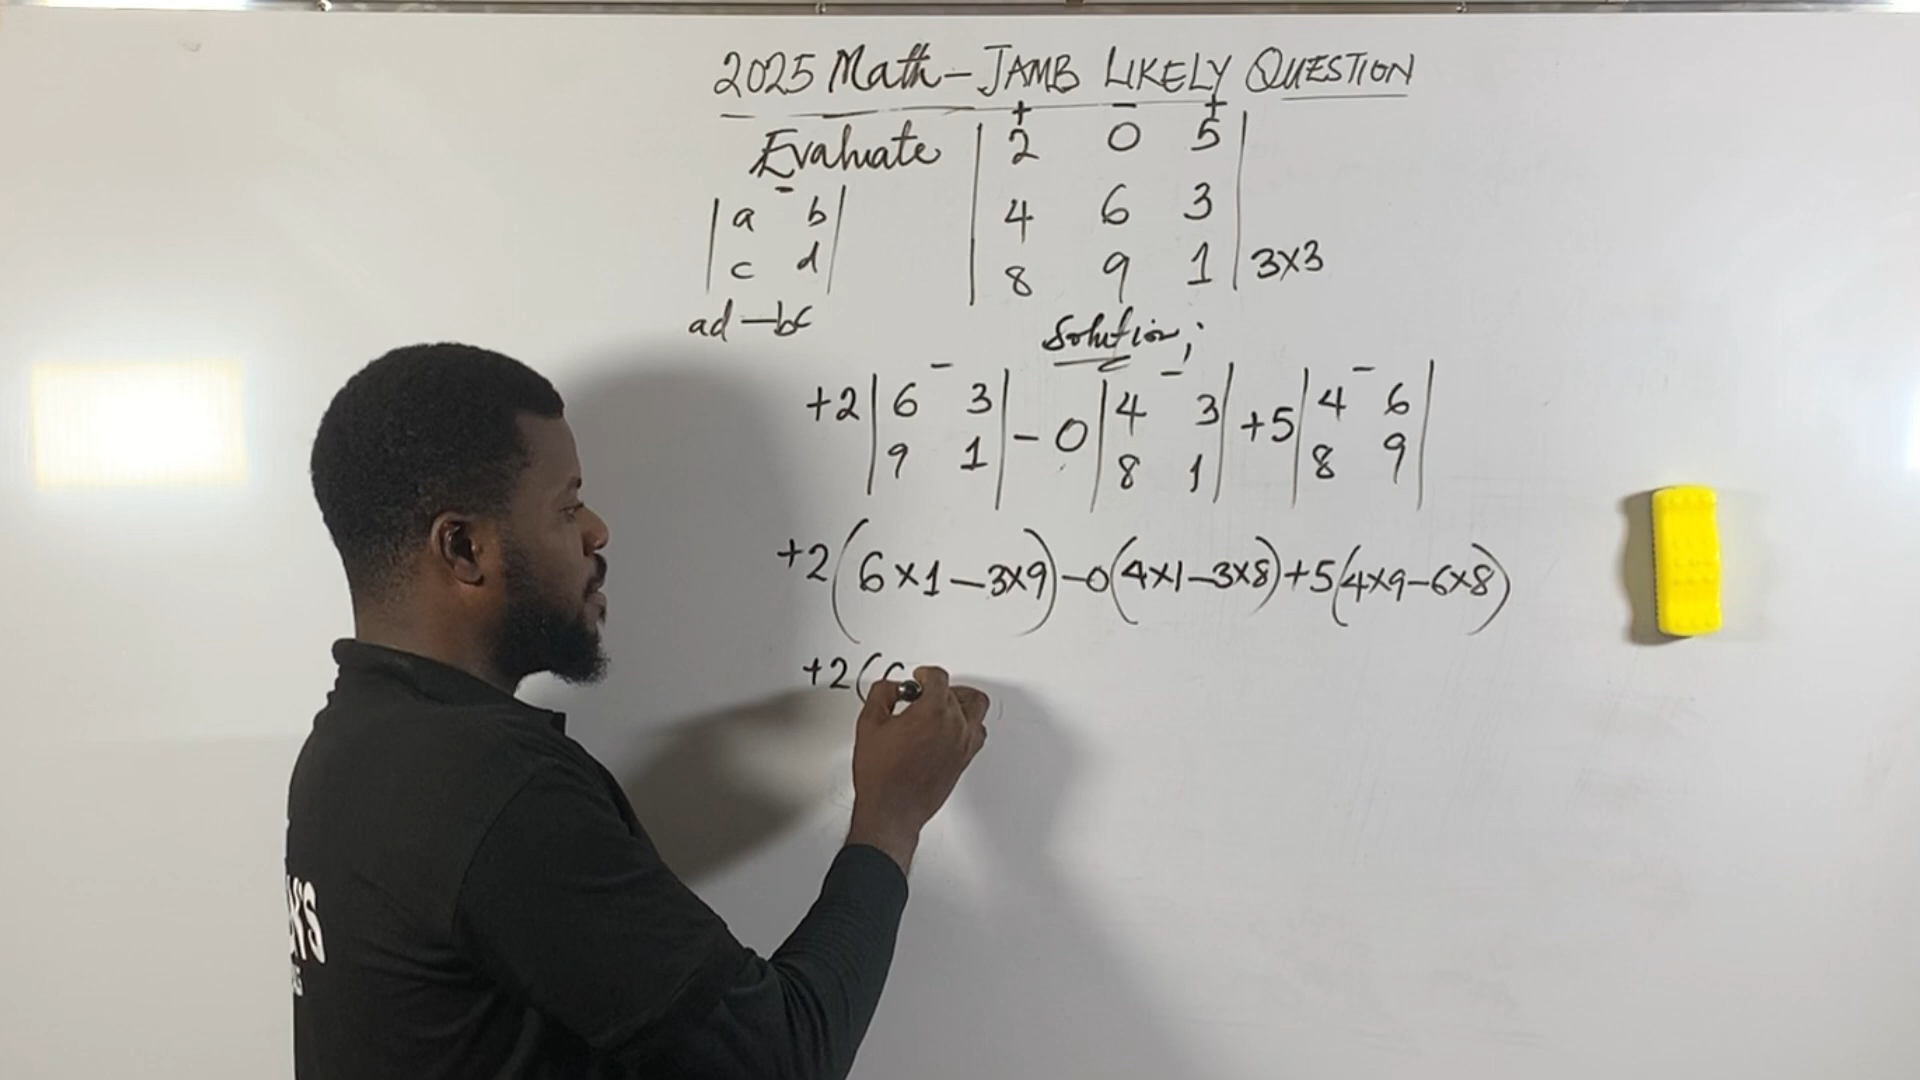 2025 Math - JAMB LIKELY QUESTION
+ - +
Evaluate | 2 0 5 |
| 4 6 3 |
| 8 9 1 | 3x3
-
| a b |
| c d |
ad - bc
Solution;
- - -
+2 | 6 3 | - 0 | 4 3 | + 5 | 4 6 |
| 9 1 | | 8 1 | | 8 9 |
+2(6x1-3x9)-0(4x1-3x8)+5(4x9-6x8)
+2(6